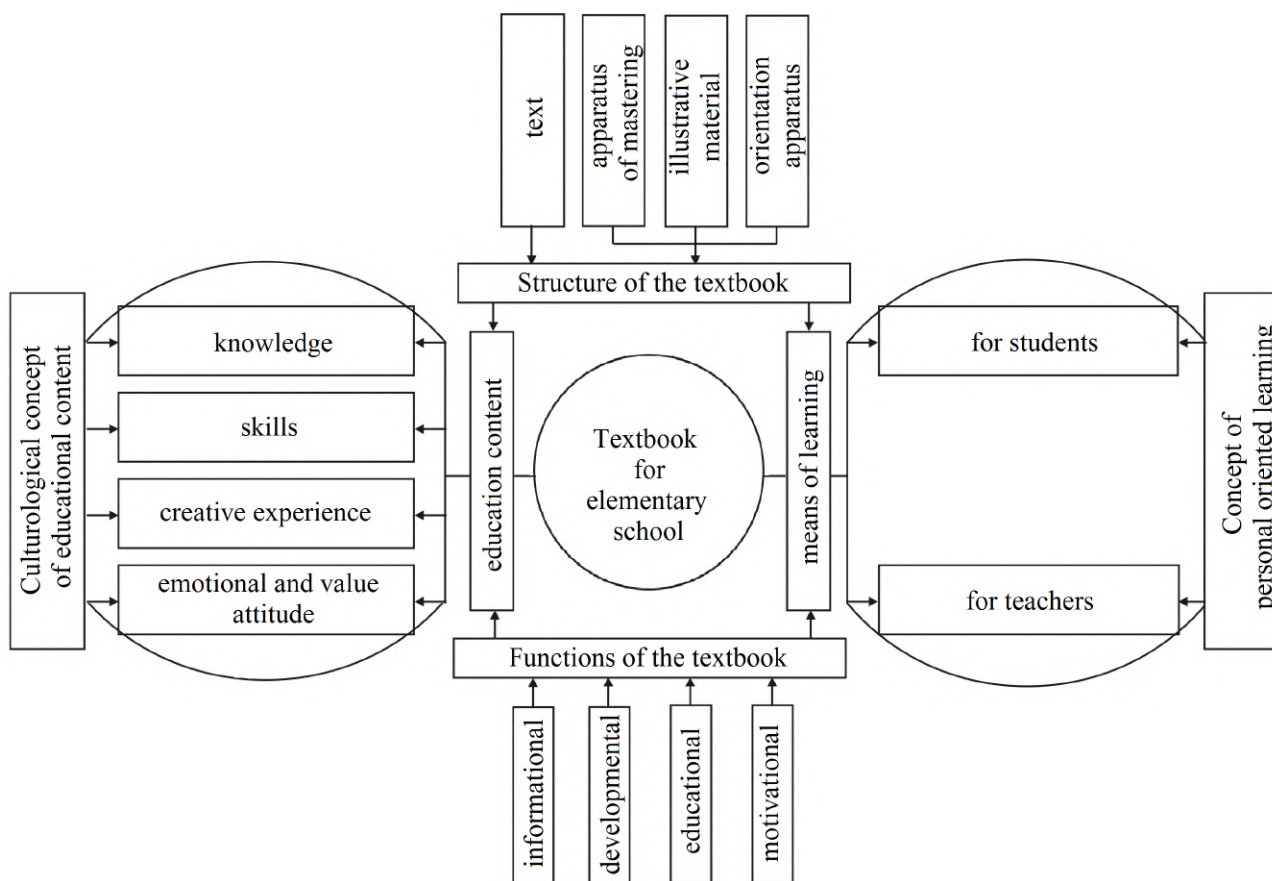 text
apparatus
of mastering
illustrative
material
orientation
apparatus
Structure of the textbook
Culturological concept
of educational content
knowledge
skills
creative experience
emotional and value
attitude
education content
Textbook
for
elementary
school
means of learning
for students
for teachers
Concept of
personal oriented learning
Functions of the textbook
informational
developmental
educational
motivational